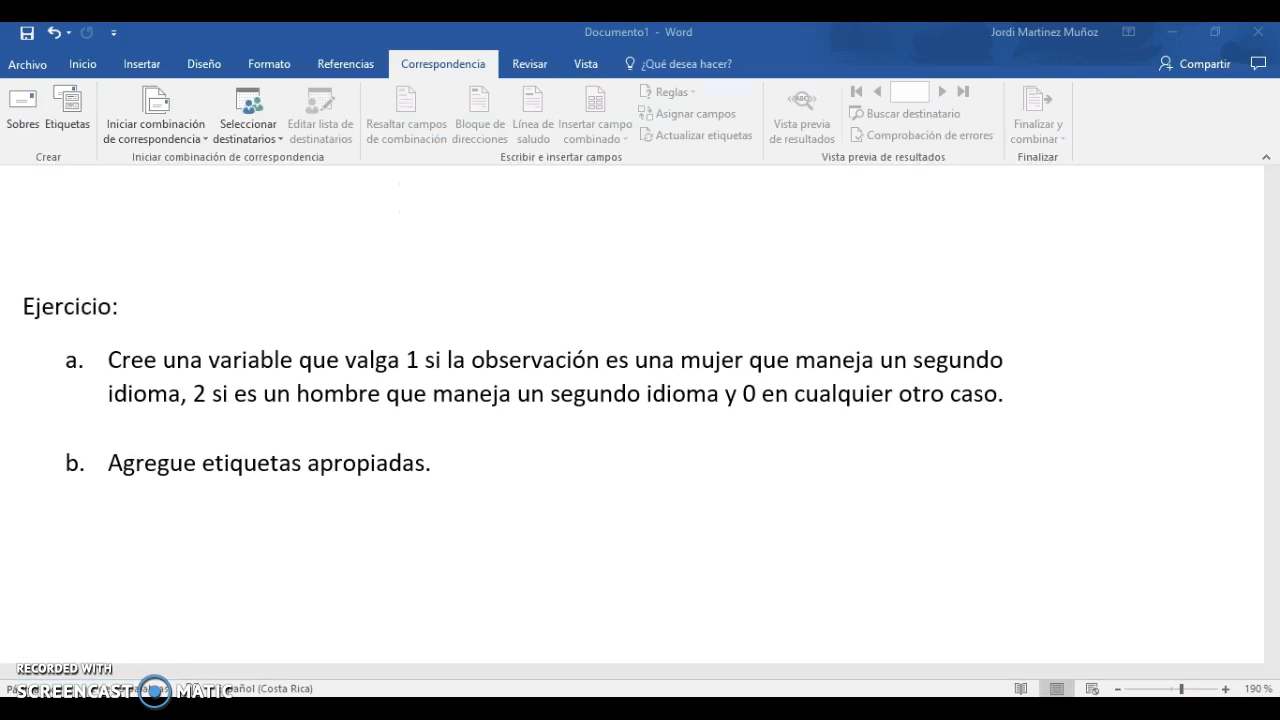 Documento1 - Word
Jordi Martinez Muñoz
Archivo Inicio Insertar Diseño Formato Referencias Correspondencia Revisar Vista ¿Qué desea hacer? Compartir
Sobres Etiquetas
Crear
Iniciar combinación de correspondencia
Seleccionar destinatarios
Editar lista de destinatarios
Iniciar combinación de correspondencia
Resaltar campos de combinación
Bloque de direcciones
Línea de saludo
Insertar campo combinado
Reglas
Asignar campos
Actualizar etiquetas
Escribir e insertar campos
Vista previa de resultados
ABC
Buscar destinatario
Comprobación de errores
Vista previa de resultados
Finalizar y combinar
Finalizar
Ejercicio:
a. Cree una variable que valga 1 si la observación es una mujer que maneja un segundo
idioma, 2 si es un hombre que maneja un segundo idioma y 0 en cualquier otro caso.
b. Agregue etiquetas apropiadas.
RECORDED WITH
SCREENCAST MATIC
(Costa Rica)
190 %